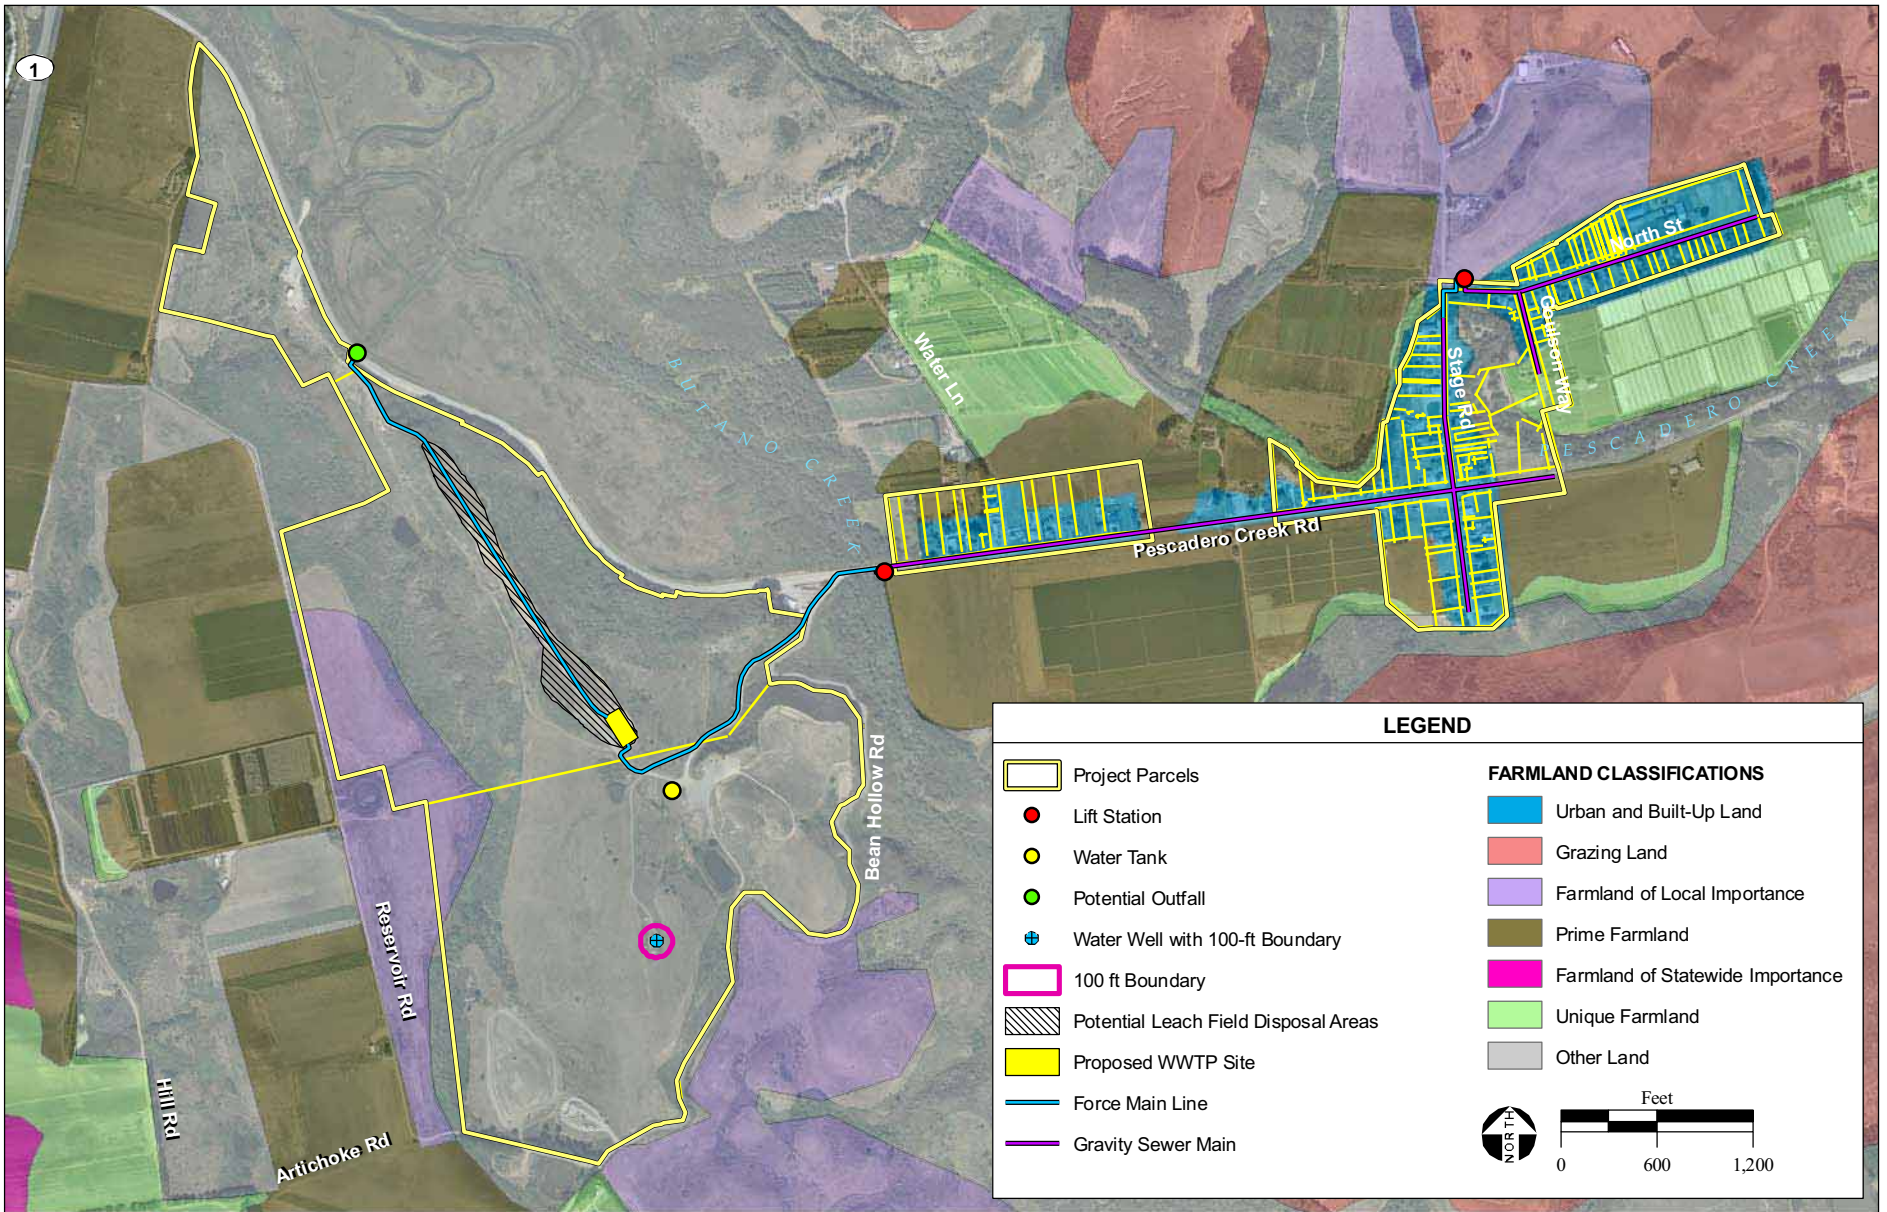 1
North St
Coulson Way
Stage Rd
Water Ln
BUTANO CREEK
PESCADERO CREEK
Pescadero Creek Rd
Bean Hollow Rd
Reservoir Rd
Hill Rd
Artichoke Rd
LEGEND
Project Parcels
Lift Station
Water Tank
Potential Outfall
Water Well with 100-ft Boundary
100 ft Boundary
Potential Leach Field Disposal Areas
Proposed WWTP Site
Force Main Line
Gravity Sewer Main
FARMLAND CLASSIFICATIONS
Urban and Built-Up Land
Grazing Land
Farmland of Local Importance
Prime Farmland
Farmland of Statewide Importance
Unique Farmland
Other Land
NORTH
Feet
0 600 1,200